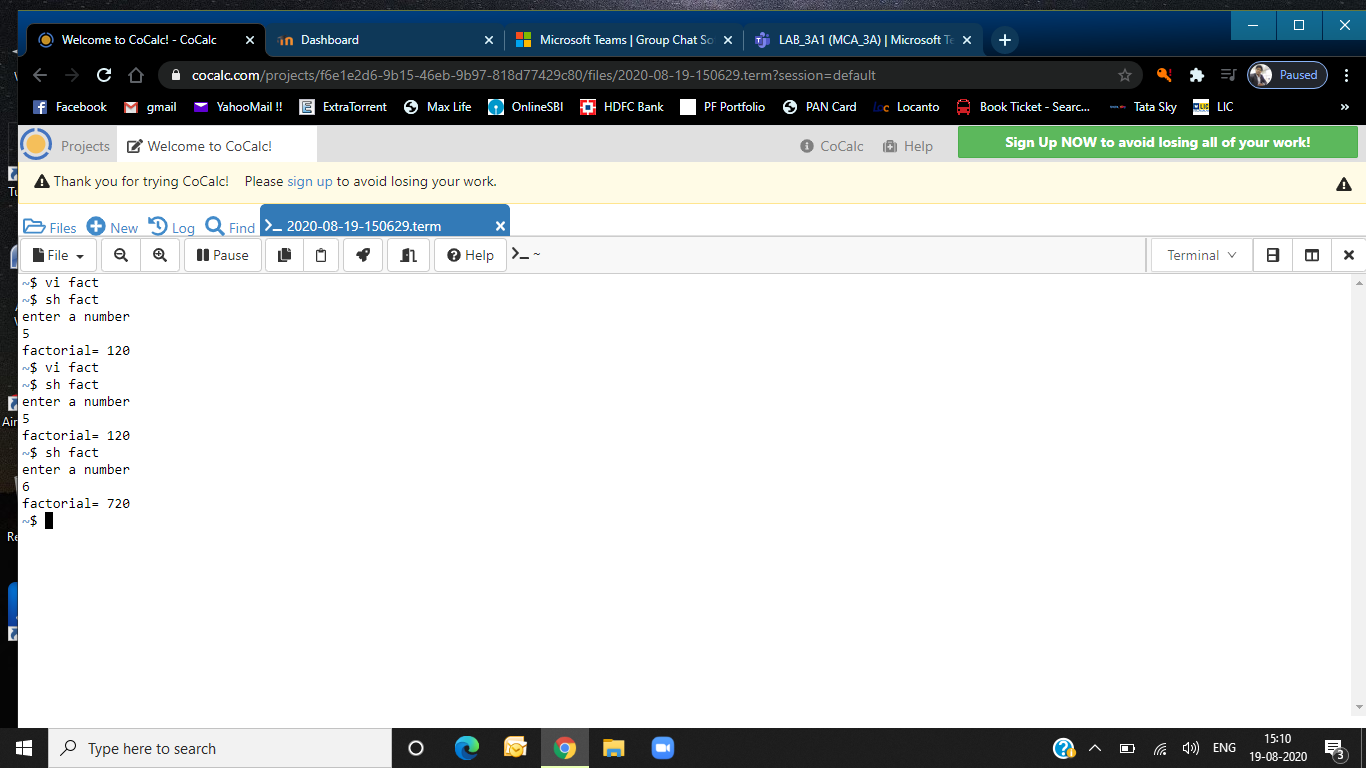 Welcome to CoCalc! - CoCalc
Dashboard
Microsoft Teams | Group Chat So
LAB_3A1 (MCA_3A) | Microsoft Te
cocalc.com/projects/f6e1e2d6-9b15-46eb-9b97-818d77429c80/files/2020-08-19-150629.term?session=default
Paused
Facebook gmail YahooMail !! ExtraTorrent Max Life OnlineSBI HDFC Bank PF Portfolio PAN Card Locanto Book Ticket - Searc... Tata Sky LIC »
Projects Welcome to CoCalc! CoCalc Help Sign Up NOW to avoid losing all of your work!
Thank you for trying CoCalc! Please sign up to avoid losing your work.
Files New Log Find 2020-08-19-150629.term
File Pause Help ~ Terminal
~$ vi fact
~$ sh fact
enter a number
5
factorial= 120
~$ vi fact
~$ sh fact
enter a number
5
factorial= 120
~$ sh fact
enter a number
6
factorial= 720
~$
Type here to search
ENG
15:10
19-08-2020
3